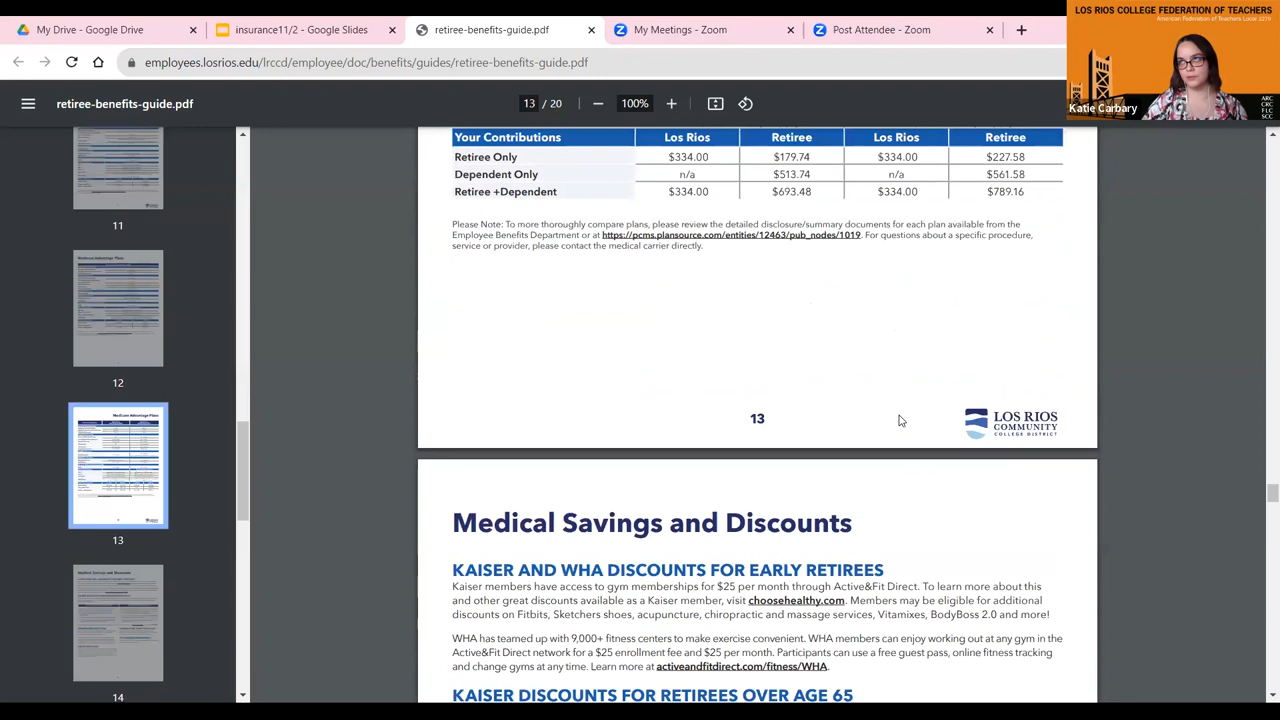 My Drive - Google Drive
insurance11/2 - Google Slides
retiree-benefits-guide.pdf
My Meetings - Zoom
Post Attendee - Zoom
LOS RIOS COLLEGE FEDERATION OF TEACHERS
American Federation of Teachers Local 2279
employees.losrios.edu/lrccd/employee/doc/benefits/guides/retiree-benefits-guide.pdf
Katie Carbary
ARC
CRC
FLC
SCC
retiree-benefits-guide.pdf
13 / 20
100%
Your Contributions Los Rios Retiree Los Rios Retiree
Retiree Only $334.00 $179.74 $334.00 $227.58
Dependent Only n/a $513.74 n/a $561.58
Retiree +Dependent $334.00 $693.48 $334.00 $789.16
Please Note: To more thoroughly compare plans, please review the detailed disclosure/summary documents for each plan available from the
Employee Benefits Department or at https://pcms.plansource.com/entities/12463/pub_nodes/1019. For questions about a specific procedure,
service or provider, please contact the medical carrier directly.
13
LOS RIOS
COMMUNITY
COLLEGE DISTRICT
Medical Savings and Discounts
KAISER AND WHA DISCOUNTS FOR EARLY RETIREES
Kaiser members have access to gym memberships for $25 per month through Active&Fit Direct. To learn more about this
and other great discounts available as a Kaiser member, visit choosehealthy.com. Members may be eligible for additional
discounts on Fitbits, Sketchers shoes, acupuncture, chiropractic and massage services, Vitamixes, BodyBoss 2.0 and more!
WHA has teamed up with 9,000+ fitness centers to make exercise convenient. WHA members can enjoy working out at any gym in the
Active&Fit Direct network for a $25 enrollment fee and $25 per month. Participants can use a free guest pass, online fitness tracking
and change gyms at any time. Learn more at activeandfitdirect.com/fitness/WHA.
KAISER DISCOUNTS FOR RETIREES OVER AGE 65
11
12
13
14